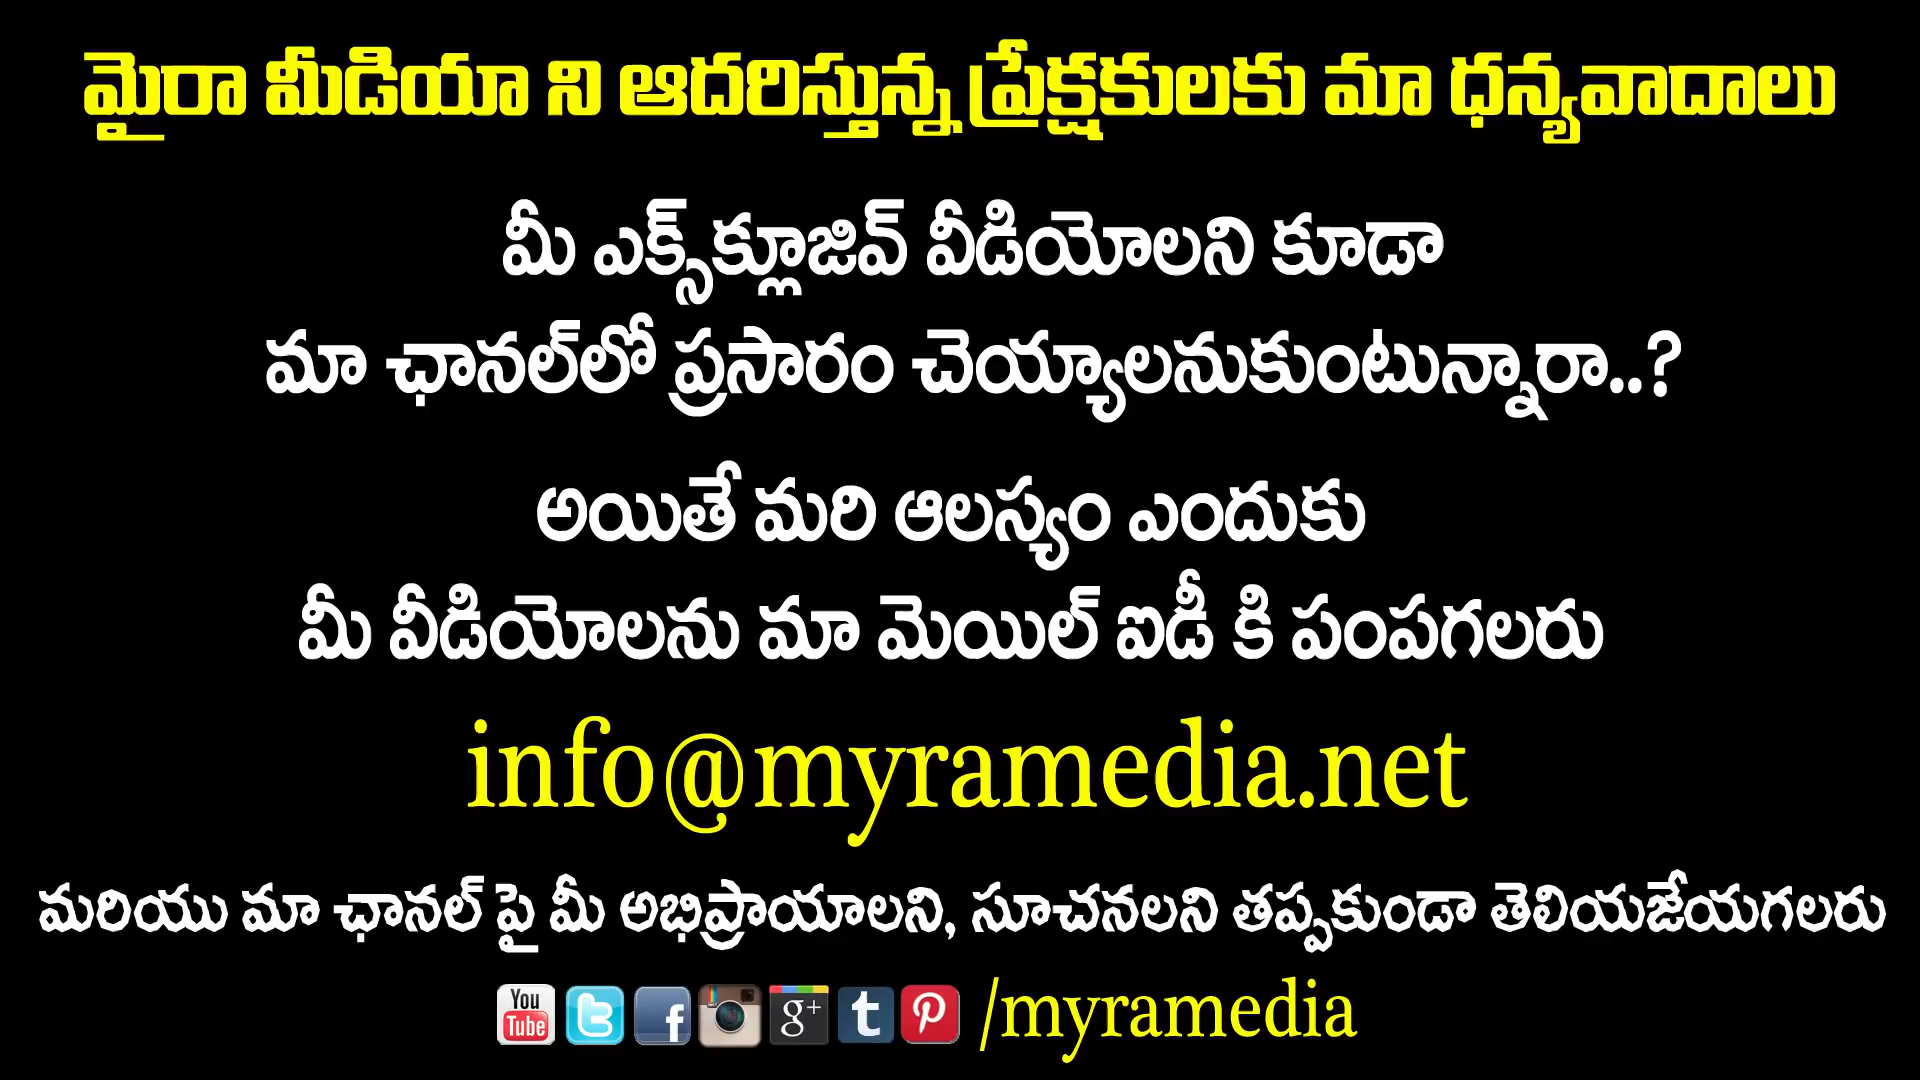 మైరా మీడియా ని ఆదరిస్తున్న ప్రేక్షకులకు మా ధన్యవాదాలు
మీ ఎక్స్‌క్లూజివ్ వీడియోలని కూడా
మా ఛానల్‌లో ప్రసారం చెయ్యాలనుకుంటున్నారా..?
అయితే మరి ఆలస్యం ఎందుకు
మీ వీడియోలను మా మెయిల్ ఐడీ కి పంపగలరు
info@myramedia.net
మరియు మా ఛానల్ పై మీ అభిప్రాయాలని, సూచనలని తప్పకుండా తెలియజేయగలరు
You Tube t f g+ t p /myramedia